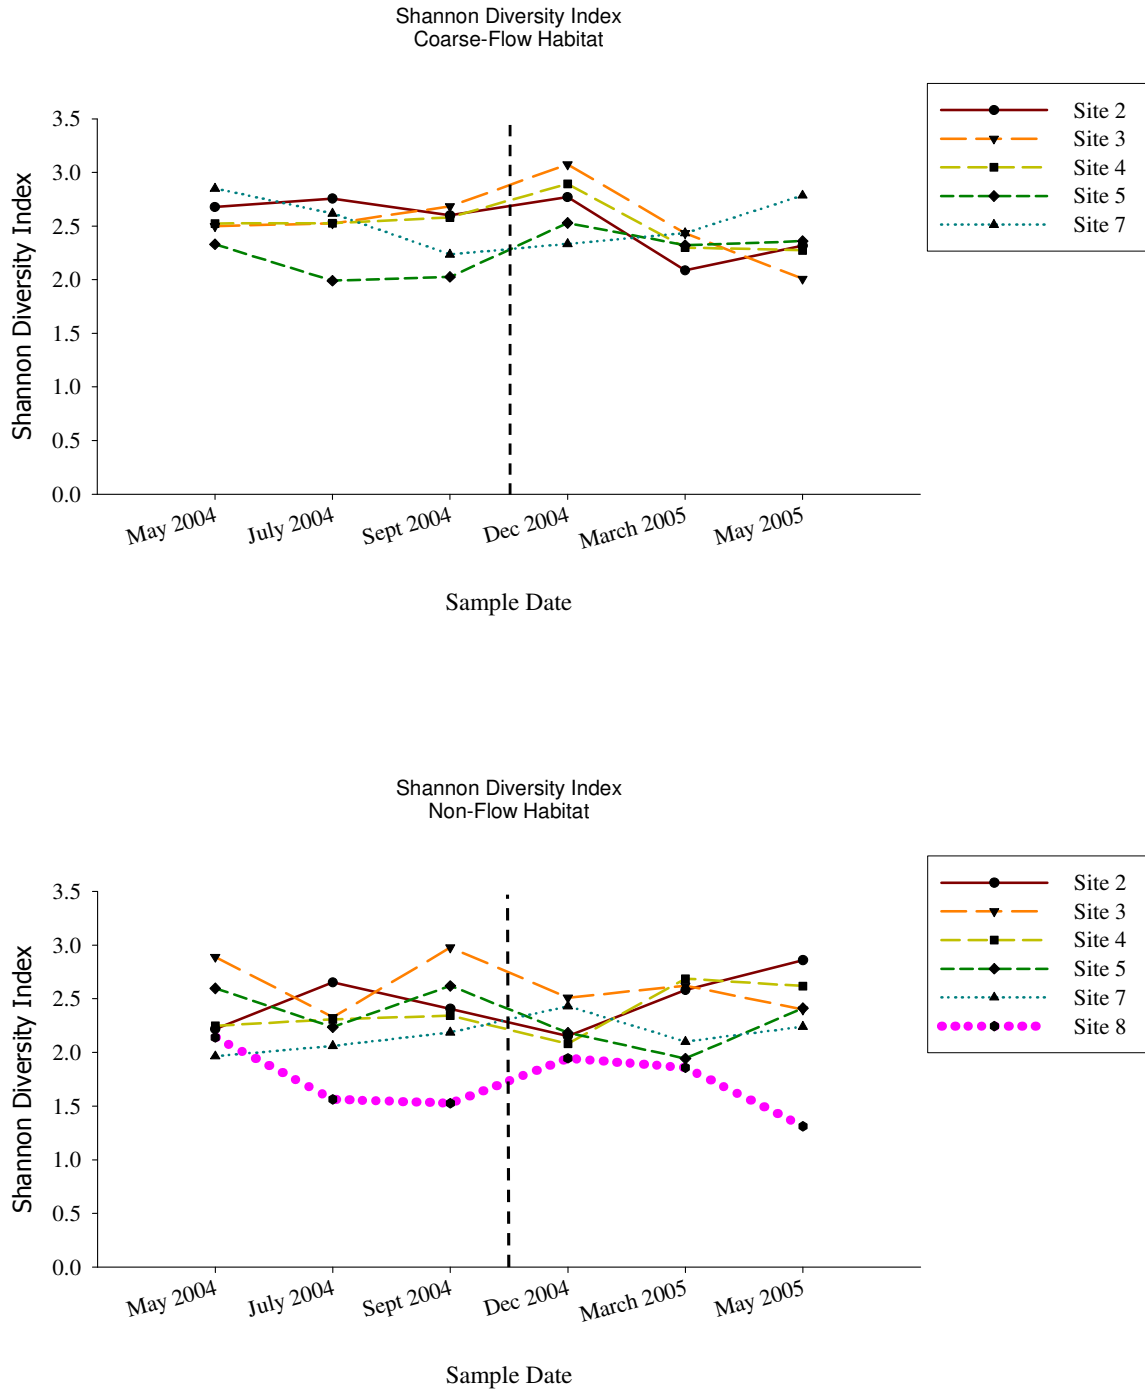 Shannon Diversity Index
Coarse-Flow Habitat
Shannon Diversity Index
3.5
3.0
2.5
2.0
1.5
1.0
0.5
0.0
May 2004
July 2004
Sept 2004
Dec 2004
March 2005
May 2005
Sample Date
Site 2
Site 3
Site 4
Site 5
Site 7
Shannon Diversity Index
Non-Flow Habitat
Shannon Diversity Index
3.5
3.0
2.5
2.0
1.5
1.0
0.5
0.0
May 2004
July 2004
Sept 2004
Dec 2004
March 2005
May 2005
Sample Date
Site 2
Site 3
Site 4
Site 5
Site 7
Site 8